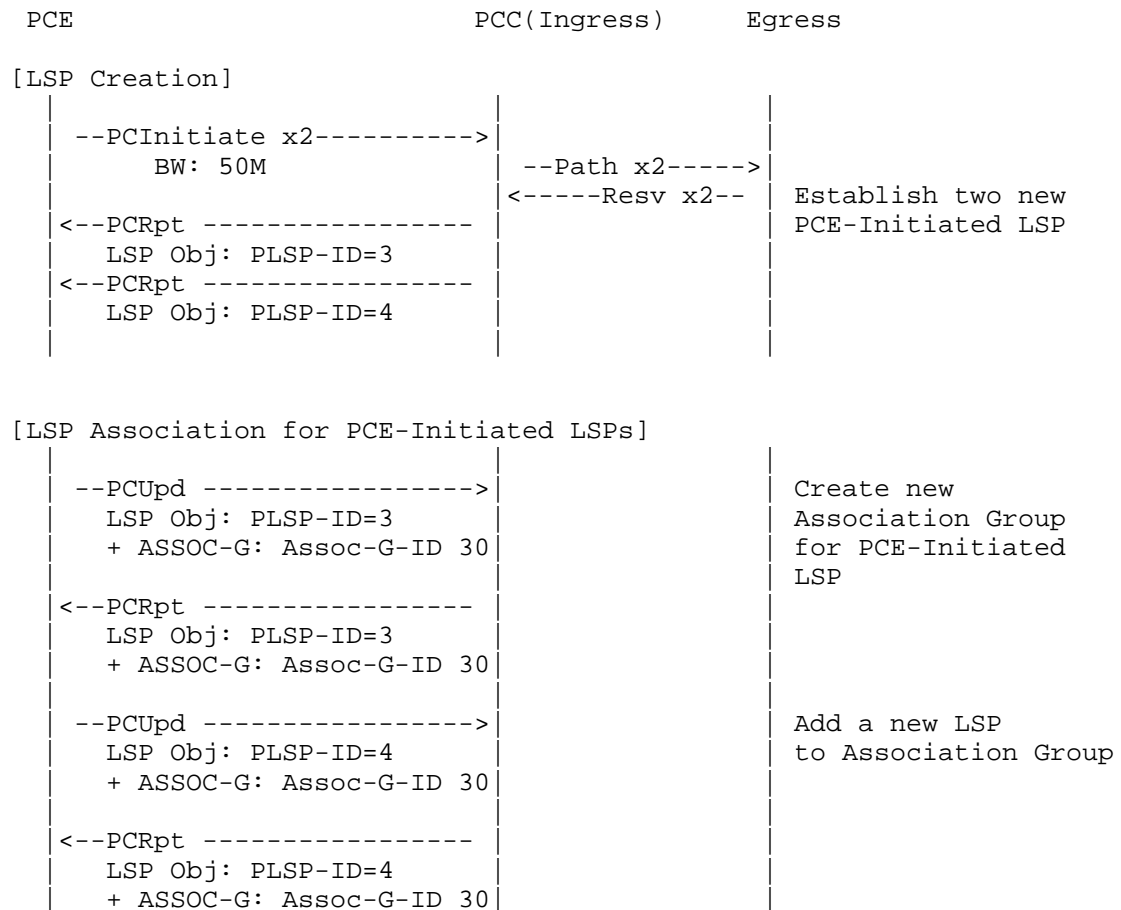 PCE                          PCC(Ingress)     Egress

[LSP Creation]
  |                            |                 |
  | --PCInitiate x2----------->|                 |
  |      BW: 50M               | --Path x2----->|
  |                            |<-----Resv x2-- | Establish two new
  |<--PCRpt -----------------  |                 | PCE-Initiated LSP
  |   LSP Obj: PLSP-ID=3       |                 |
  |<--PCRpt -----------------  |                 |
  |   LSP Obj: PLSP-ID=4       |                 |
  |                            |                 |

[LSP Association for PCE-Initiated LSPs]
  |                            |                 |
  | --PCUpd ----------------->|                 | Create new
  |   LSP Obj: PLSP-ID=3       |                 | Association Group
  |   + ASSOC-G: Assoc-G-ID 30|                 | for PCE-Initiated
  |                            |                 | LSP
  |<--PCRpt -----------------  |                 |
  |   LSP Obj: PLSP-ID=3       |                 |
  |   + ASSOC-G: Assoc-G-ID 30|                 |
  |                            |                 |
  | --PCUpd ----------------->|                 | Add a new LSP
  |   LSP Obj: PLSP-ID=4       |                 | to Association Group
  |   + ASSOC-G: Assoc-G-ID 30|                 |
  |                            |                 |
  |<--PCRpt -----------------  |                 |
  |   LSP Obj: PLSP-ID=4       |                 |
  |   + ASSOC-G: Assoc-G-ID 30|                 |